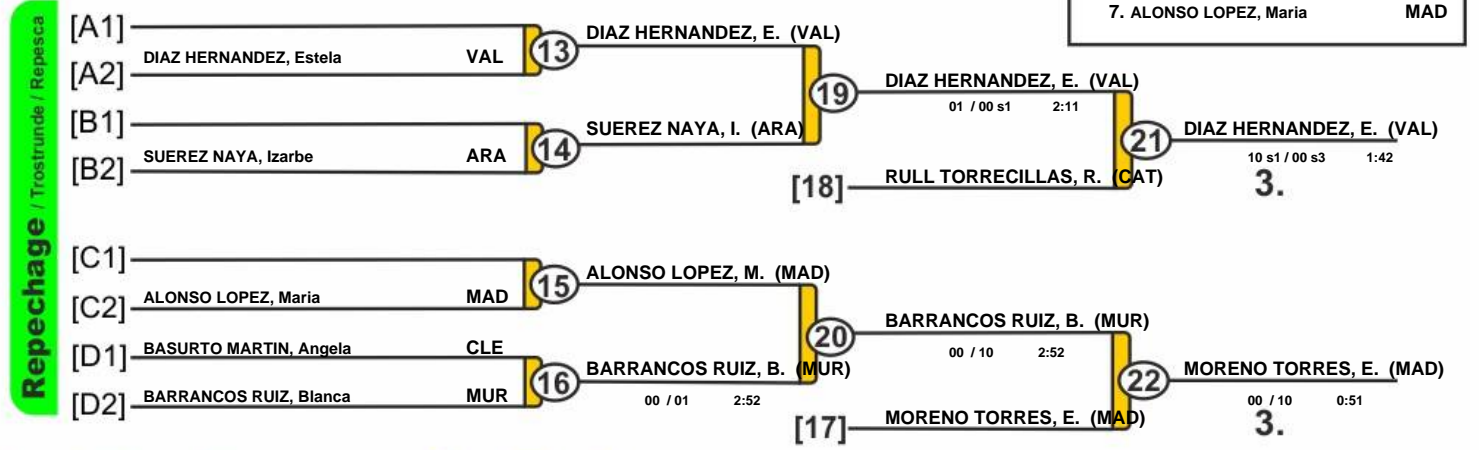 7. ALONSO LOPEZ, Maria MAD
Repechage / Trostrunde / Repesca
[A1]
DIAZ HERNANDEZ, Estela VAL
[A2]
13
DIAZ HERNANDEZ, E. (VAL)
[B1]
SUEREZ NAYA, Izarbe ARA
[B2]
14
SUEREZ NAYA, I. (ARA)
19
DIAZ HERNANDEZ, E. (VAL)
01 / 00 s1 2:11
[18]
RULL TORRECILLAS, R. (CAT)
21
DIAZ HERNANDEZ, E. (VAL)
10 s1 / 00 s3 1:42
3.
[C1]
ALONSO LOPEZ, Maria MAD
[C2]
15
ALONSO LOPEZ, M. (MAD)
[D1]
BASURTO MARTIN, Angela CLE
[D2]
BARRANCOS RUIZ, Blanca MUR
16
BARRANCOS RUIZ, B. (MUR)
00 / 01 2:52
20
BARRANCOS RUIZ, B. (MUR)
00 / 10 2:52
[17]
MORENO TORRES, E. (MAD)
22
MORENO TORRES, E. (MAD)
00 / 10 0:51
3.